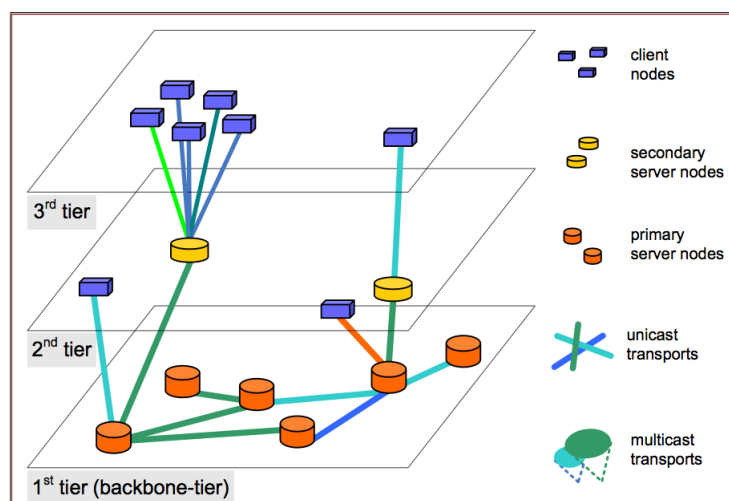 client
nodes
secondary
server nodes
3rd tier
primary
server nodes
2nd tier
unicast
transports
multicast
transports
1st tier (backbone-tier)